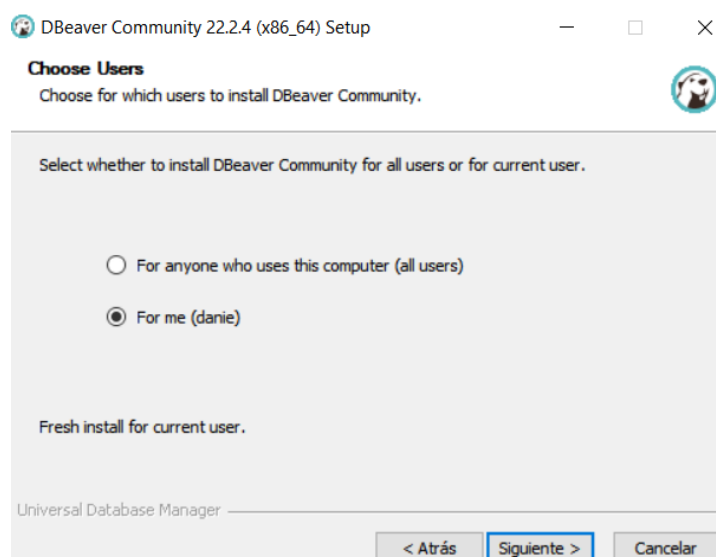 DBeaver Community 22.2.4 (x86_64) Setup
Choose Users
Choose for which users to install DBeaver Community.
Select whether to install DBeaver Community for all users or for current user.
For anyone who uses this computer (all users)
For me (danie)
Fresh install for current user.
Universal Database Manager
< Atrás Siguiente > Cancelar